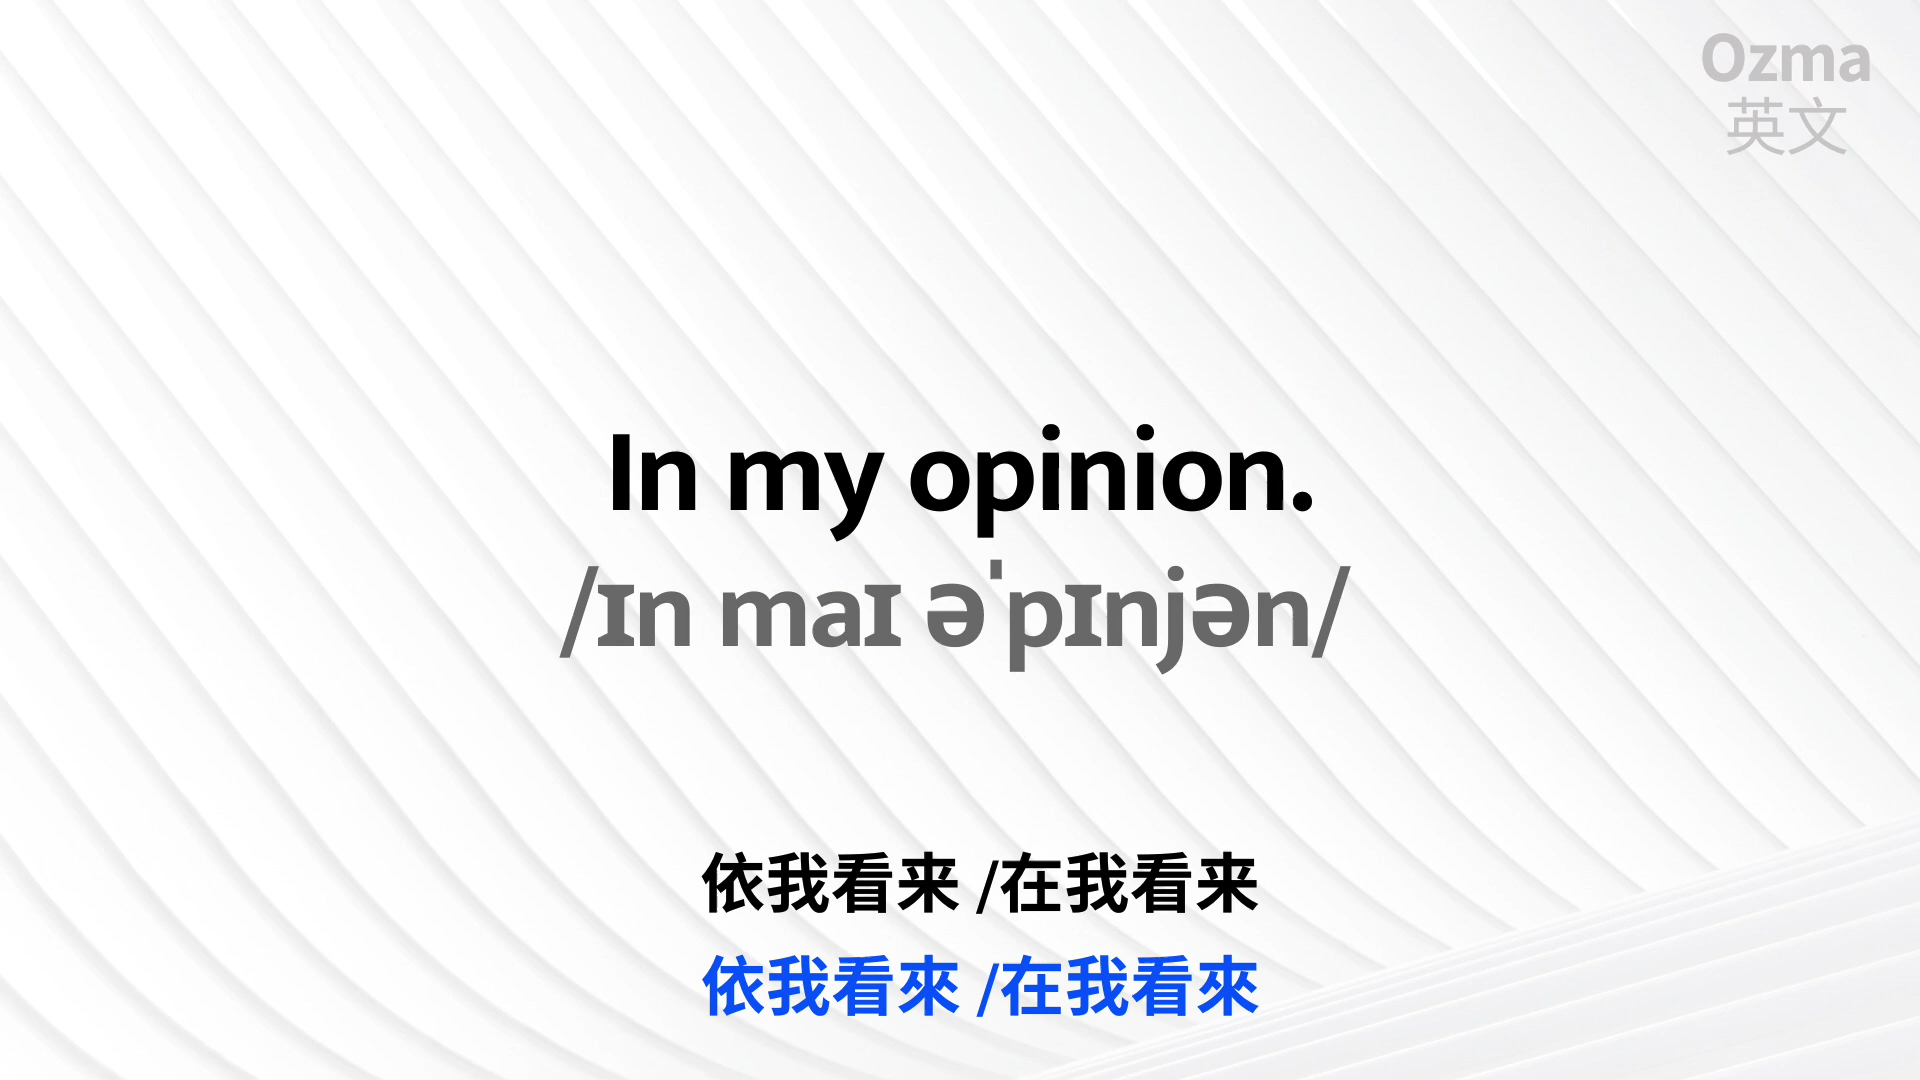 Ozma
英文
In my opinion.
/ɪn maɪ əˈpɪnjən/
依我看来 /在我看来
依我看來 /在我看來